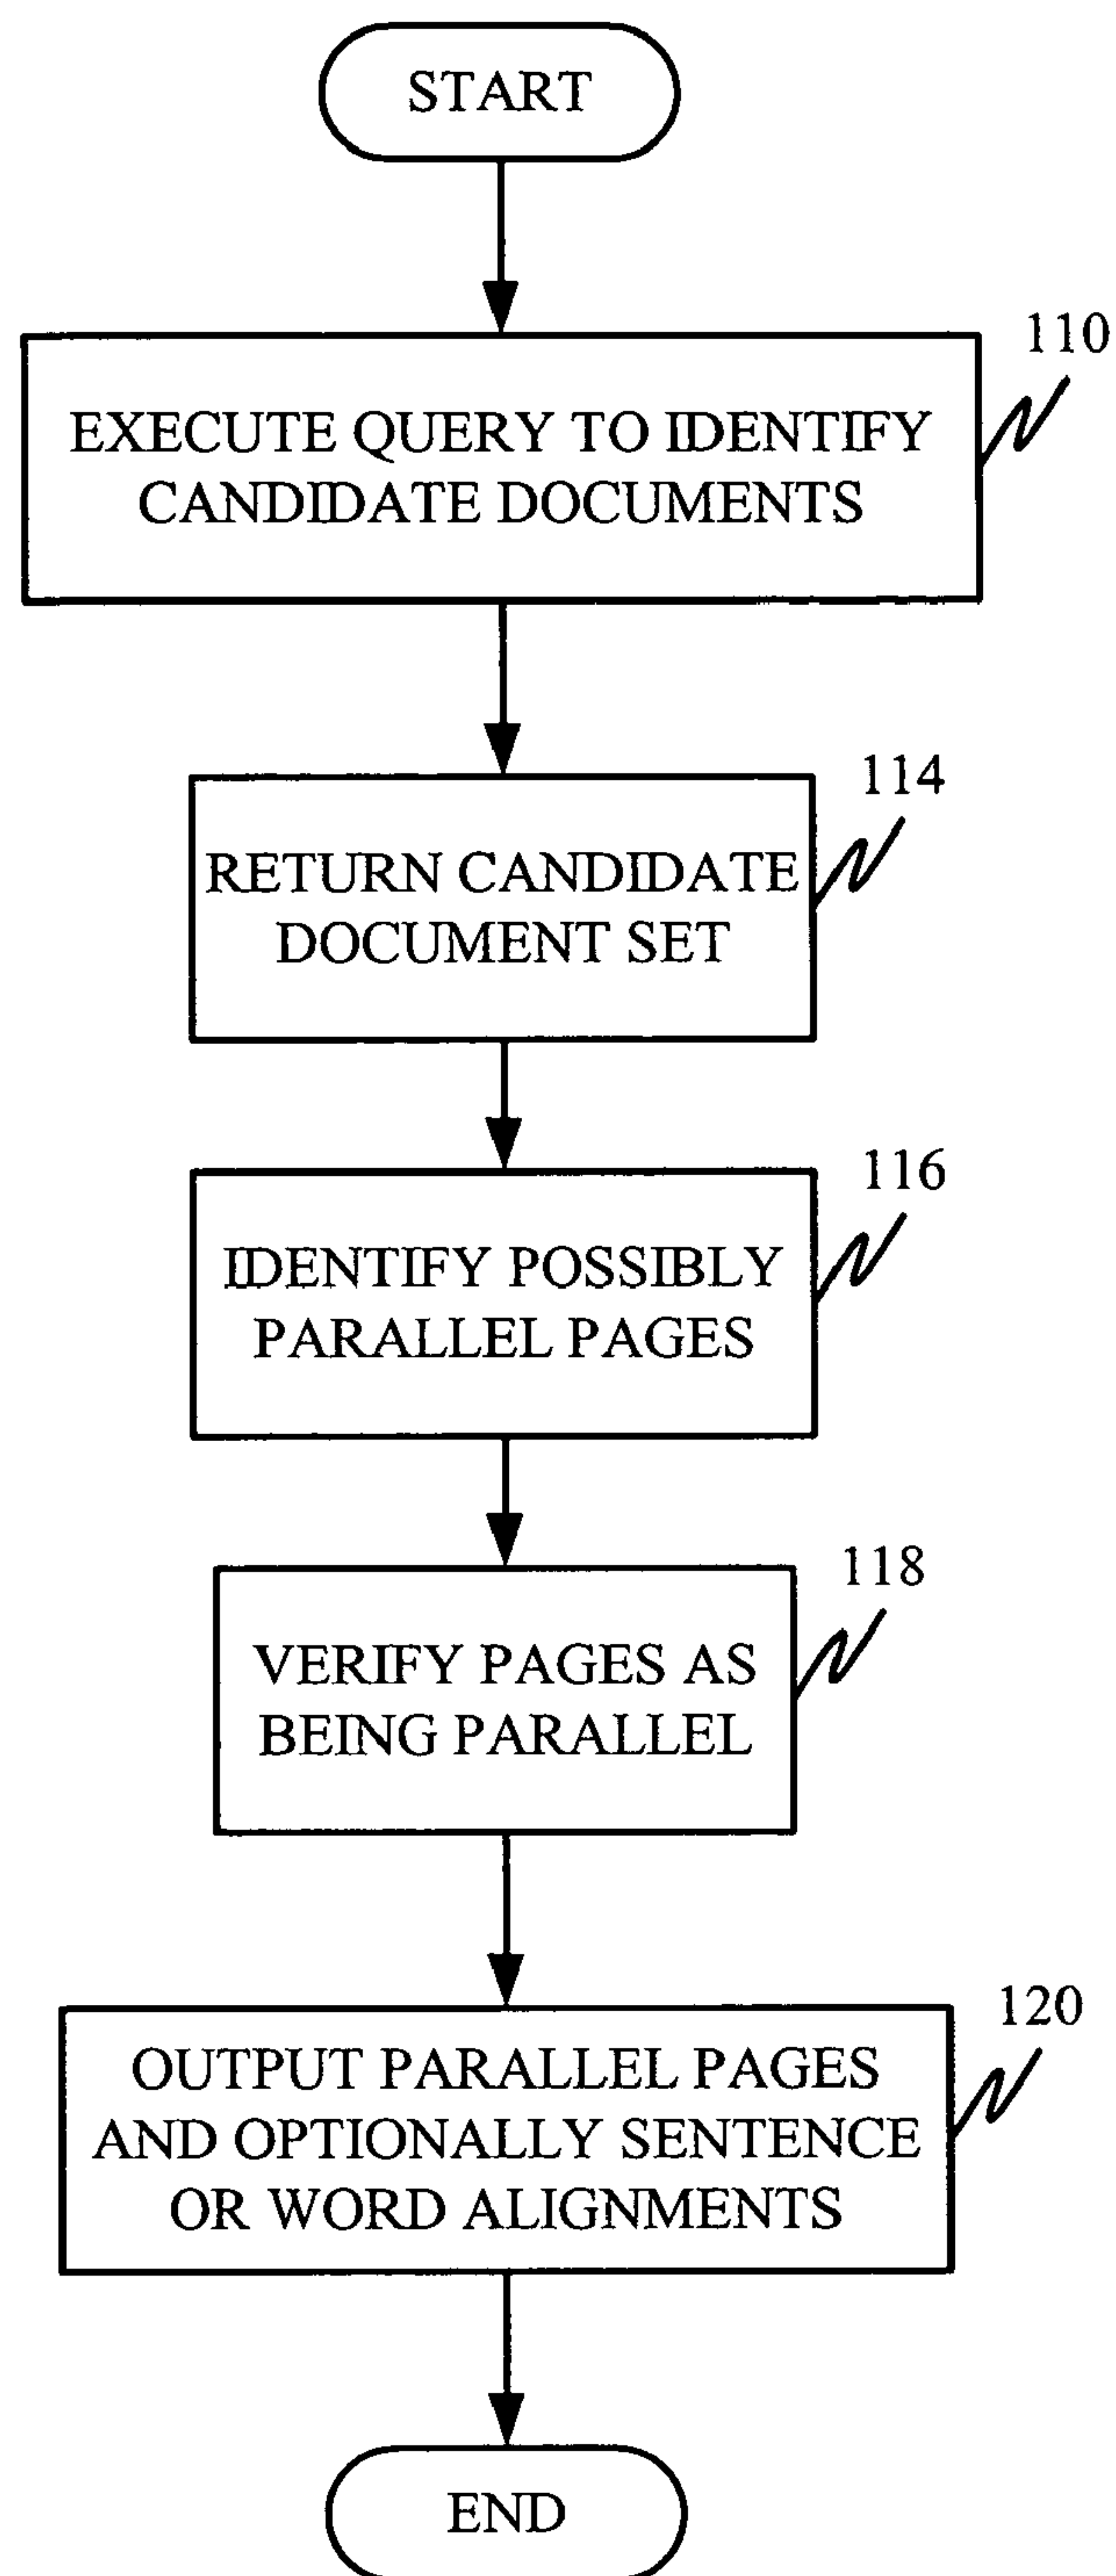 START
110
EXECUTE QUERY TO IDENTIFY
CANDIDATE DOCUMENTS
114
RETURN CANDIDATE
DOCUMENT SET
116
IDENTIFY POSSIBLY
PARALLEL PAGES
118
VERIFY PAGES AS
BEING PARALLEL
120
OUTPUT PARALLEL PAGES
AND OPTIONALLY SENTENCE
OR WORD ALIGNMENTS
END